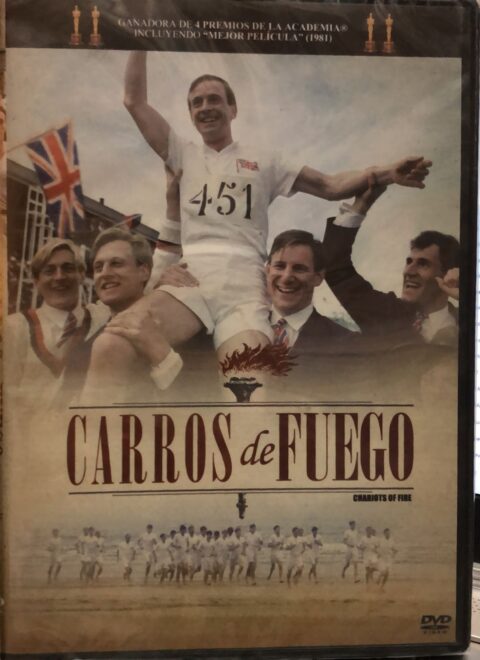 GANADORA DE 4 PREMIOS DE LA ACADEMIA®
INCLUYENDO "MEJOR PELÍCULA" (1981)
451
CARROS de FUEGO
CHARIOTS OF FIRE
DVD
VIDEO